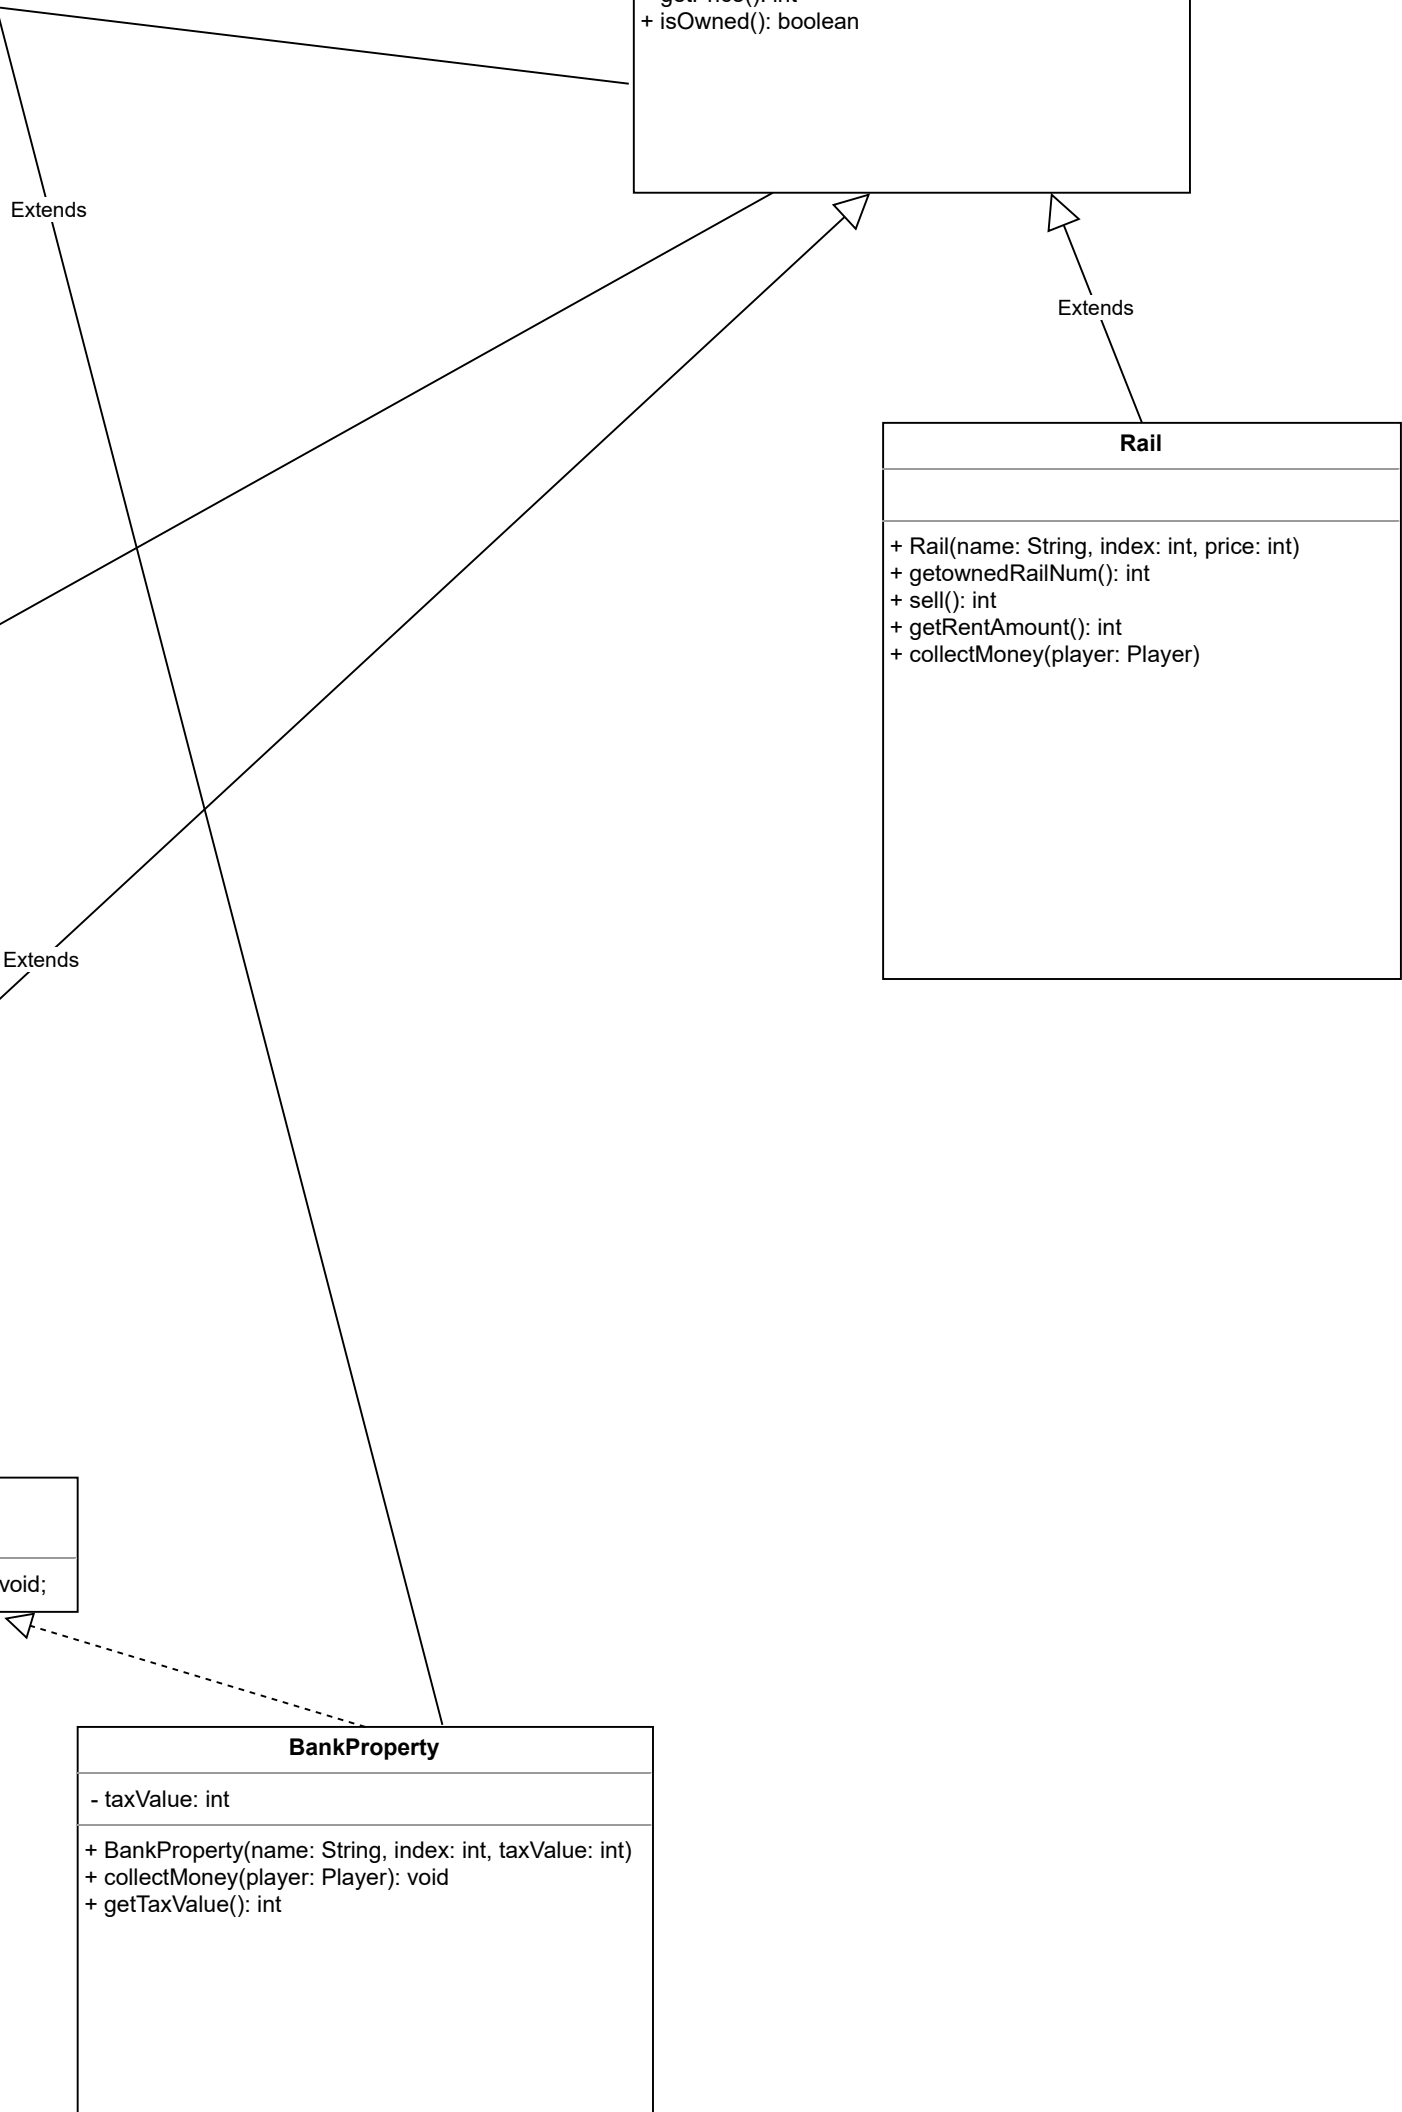 getPrice(): int
+ isOwned(): boolean
Extends
Extends
Rail
+ Rail(name: String, index: int, price: int)
+ getownedRailNum(): int
+ sell(): int
+ getRentAmount(): int
+ collectMoney(player: Player)
Extends
void;
BankProperty
- taxValue: int
+ BankProperty(name: String, index: int, taxValue: int)
+ collectMoney(player: Player): void
+ getTaxValue(): int